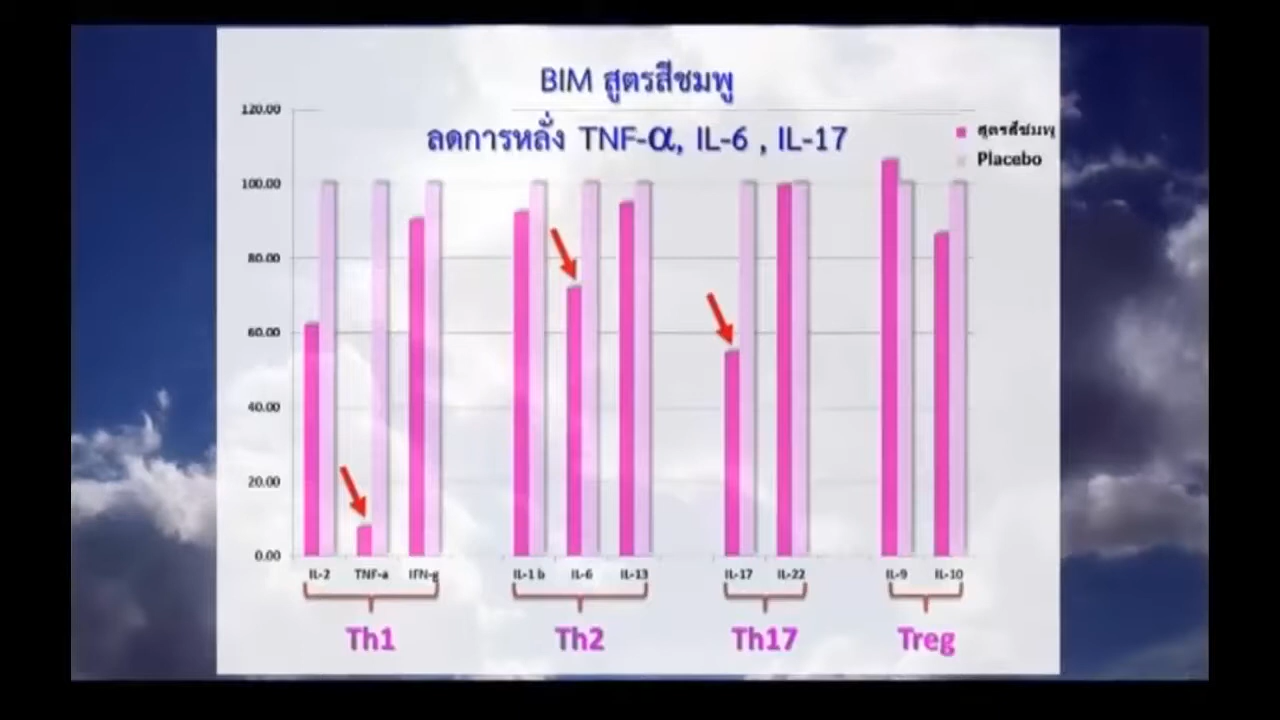 BIM สูตรสีชมพู
ลดการหลั่ง TNF-α, IL-6 , IL-17
สูตรสีชมพู
Placebo
120.00
100.00
80.00
60.00
40.00
20.00
0.00
IL-2 TNF-a IFN-g IL-1 b IL-6 IL-13 IL-17 IL-22 IL-9 IL-10
Th1 Th2 Th17 Treg